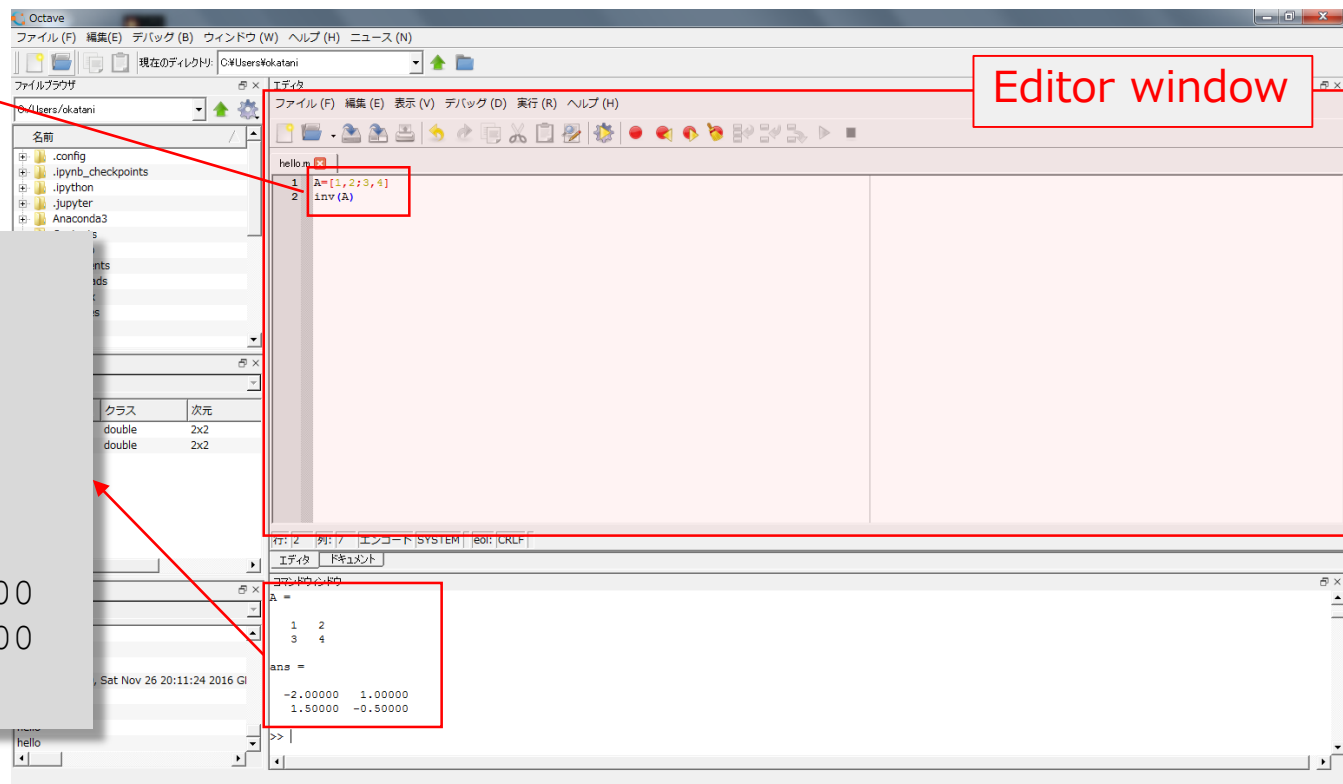 Octave
ファイル (F) 編集(E) デバッグ (B) ウィンドウ (W) ヘルプ (H) ニュース (N)
現在のディレクトリ: C:¥Users¥okatani
ファイルブラウザ
C:/Users/okatani
名前
.config
.ipynb_checkpoints
.ipython
.jupyter
Anaconda3
クラス 次元
double 2x2
double 2x2
, Sat Nov 26 20:11:24 2016 G
hello
hello
エディタ
Editor window
ファイル (F) 編集 (E) 表示 (V) デバッグ (D) 実行 (R) ヘルプ (H)
hello.m
1 A=[1,2;3,4]
2 inv(A)
行: 2 列: 7 エンコード SYSTEM eol: CRLF
エディタ ドキュメント
コマンドウィンドウ
A =
1 2
3 4
ans =
-2.00000 1.00000
1.50000 -0.50000
>>